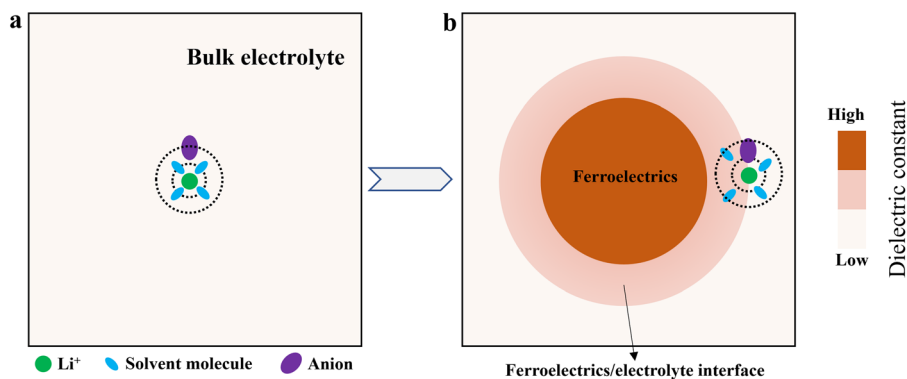 a
Bulk electrolyte
b
Ferroelectrics
High
Low
Dielectric constant
Li⁺
Solvent molecule
Anion
Ferroelectrics/electrolyte interface